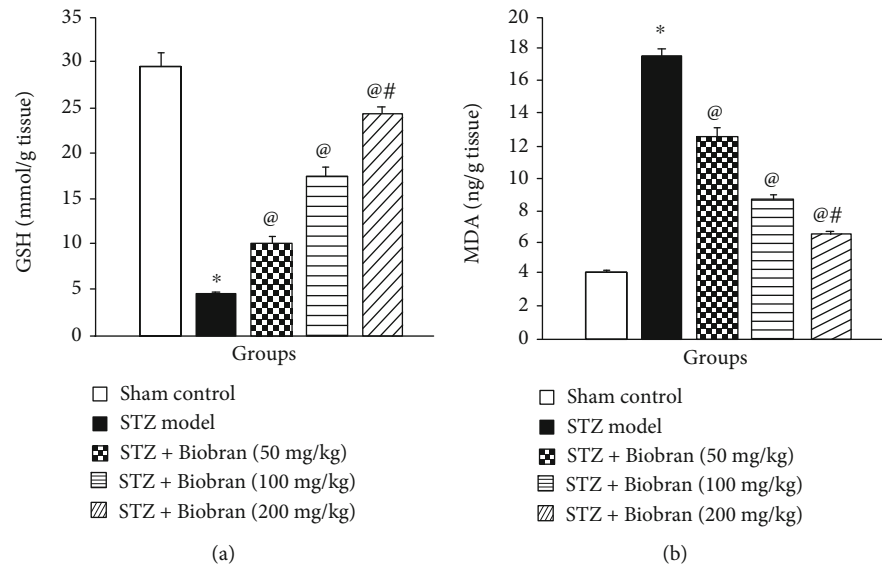 35
30
25
20
15
10
5
0
GSH (mmol/g tissue)
*
@
@
@#
Groups
Sham control
STZ model
STZ + Biobran (50 mg/kg)
STZ + Biobran (100 mg/kg)
STZ + Biobran (200 mg/kg)
(a)
20
18
16
14
12
10
8
6
4
2
0
MDA (ng/g tissue)
*
@
@
@#
Groups
Sham control
STZ model
STZ + Biobran (50 mg/kg)
STZ + Biobran (100 mg/kg)
STZ + Biobran (200 mg/kg)
(b)